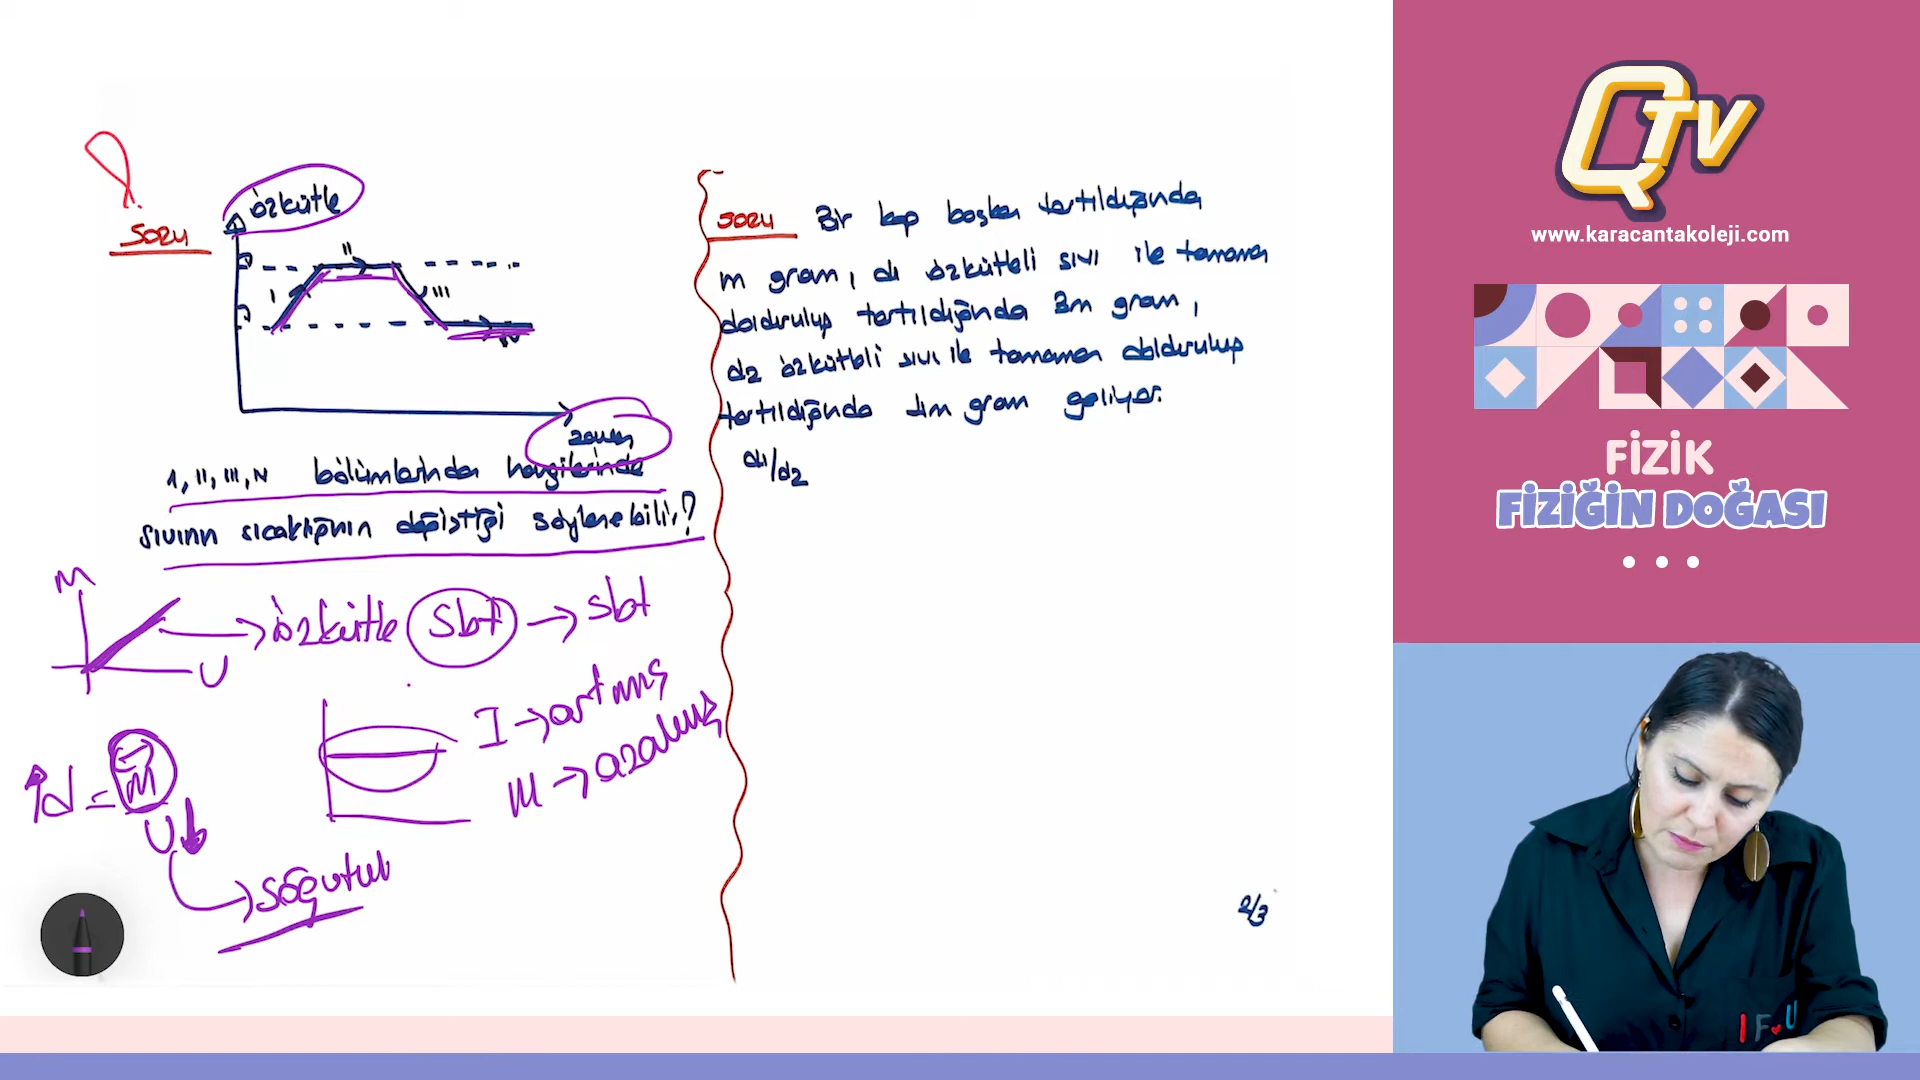 Soru
özkütle
I
II
III
IV
zaman
I, II, III, IV bölümlerinden hangilerinde
sıvının sıcaklığının değiştiği söylenebilir?
m
V
özkütle sbt → sbt
d = m
V
soğutul
I → artmış
III → azalmış
soru Bir kap boşken tartıldığında
m gram, d1 özkütleli sıvı ile tamamen
doldurulup tartıldığında 3m gram,
d2 özkütleli sıvı ile tamamen doldurulup
tartıldığında 4m gram geliyor.
d1/d2
2/3
QTV
www.karacantakoleji.com
FİZİK
FİZİĞİN DOĞASI